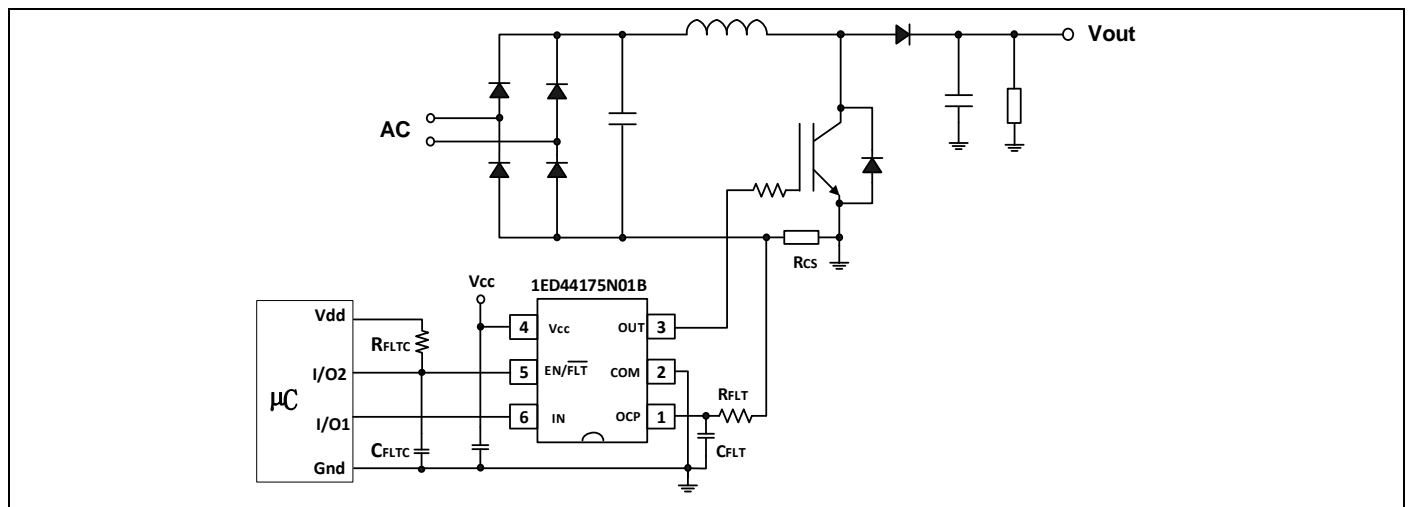 Vout
AC
RCS
Vcc
1ED44175N01B
Vdd
4 Vcc OUT 3
RFLTC
I/O2
5 EN/FLT COM 2
μC
RFLT
I/O1
6 IN OCP 1
CFLTC
CFLT
Gnd